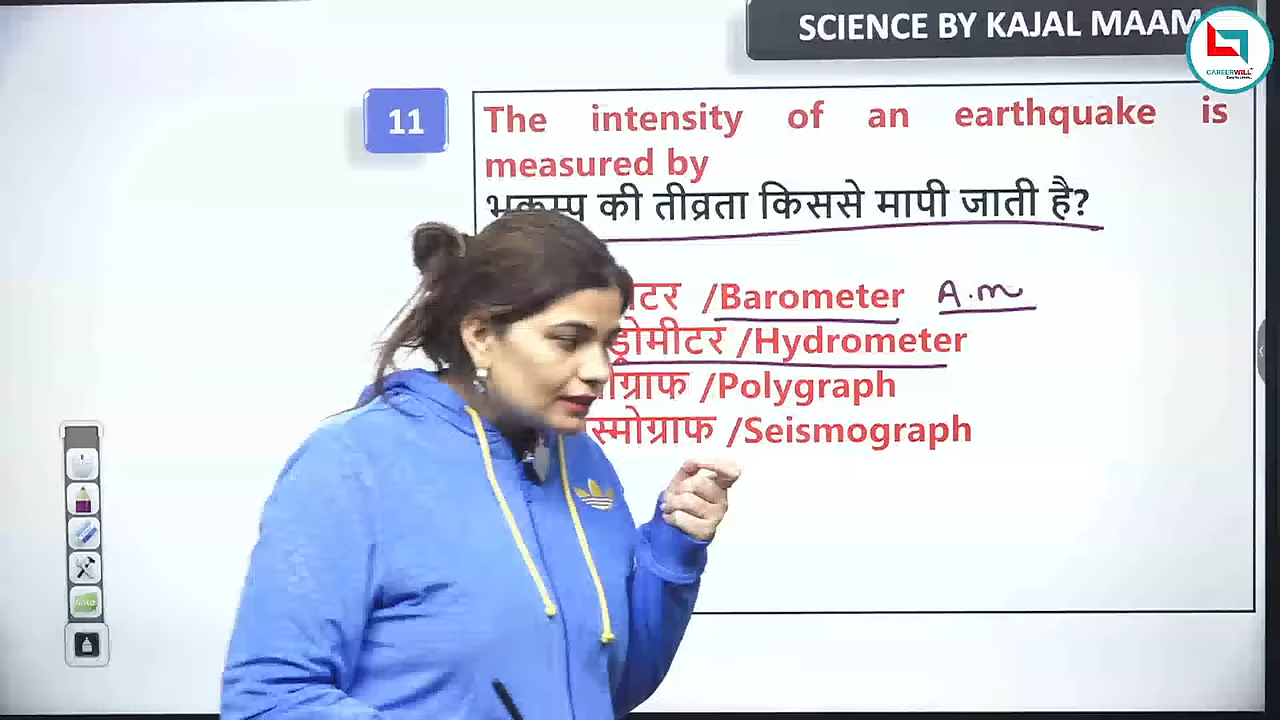 SCIENCE BY KAJAL MAAM
CAREERWILL
11
The intensity of an earthquake is
measured by
की तीव्रता किससे मापी जाती है?
/Barometer A.m
/Hydrometer
/Polygraph
/Seismograph